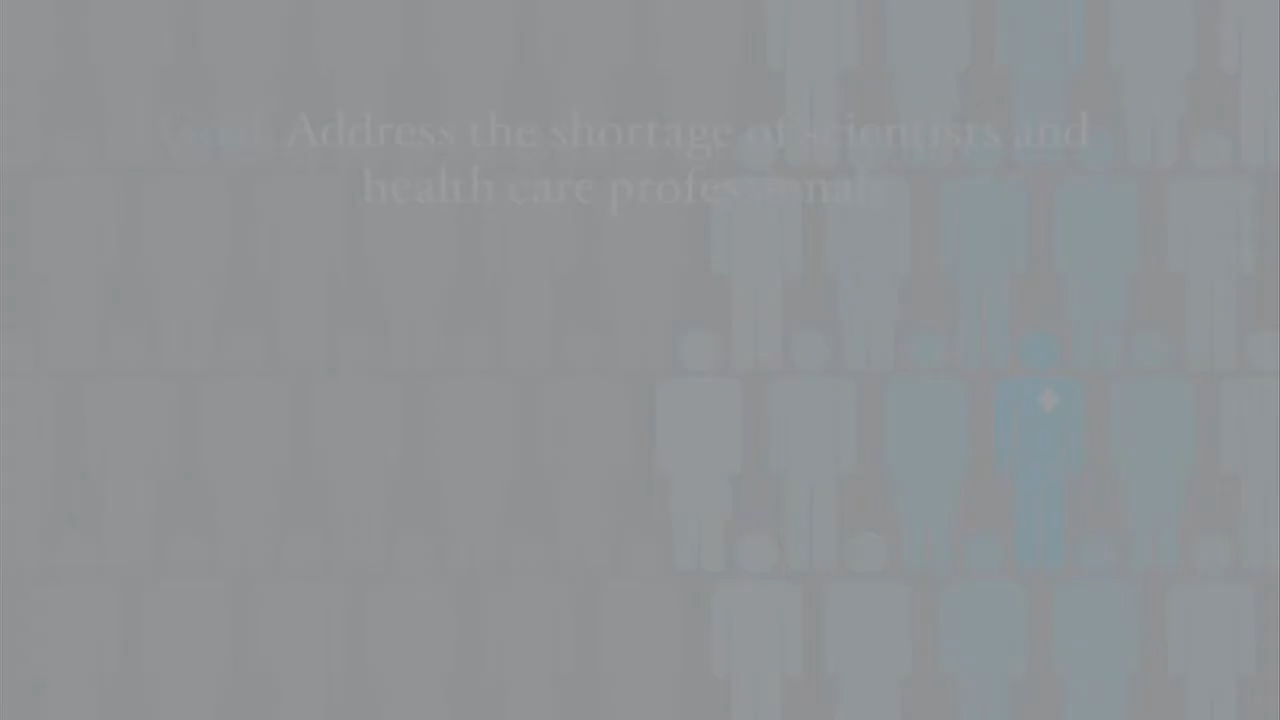 Address the shortage of scientists and
health care professionals